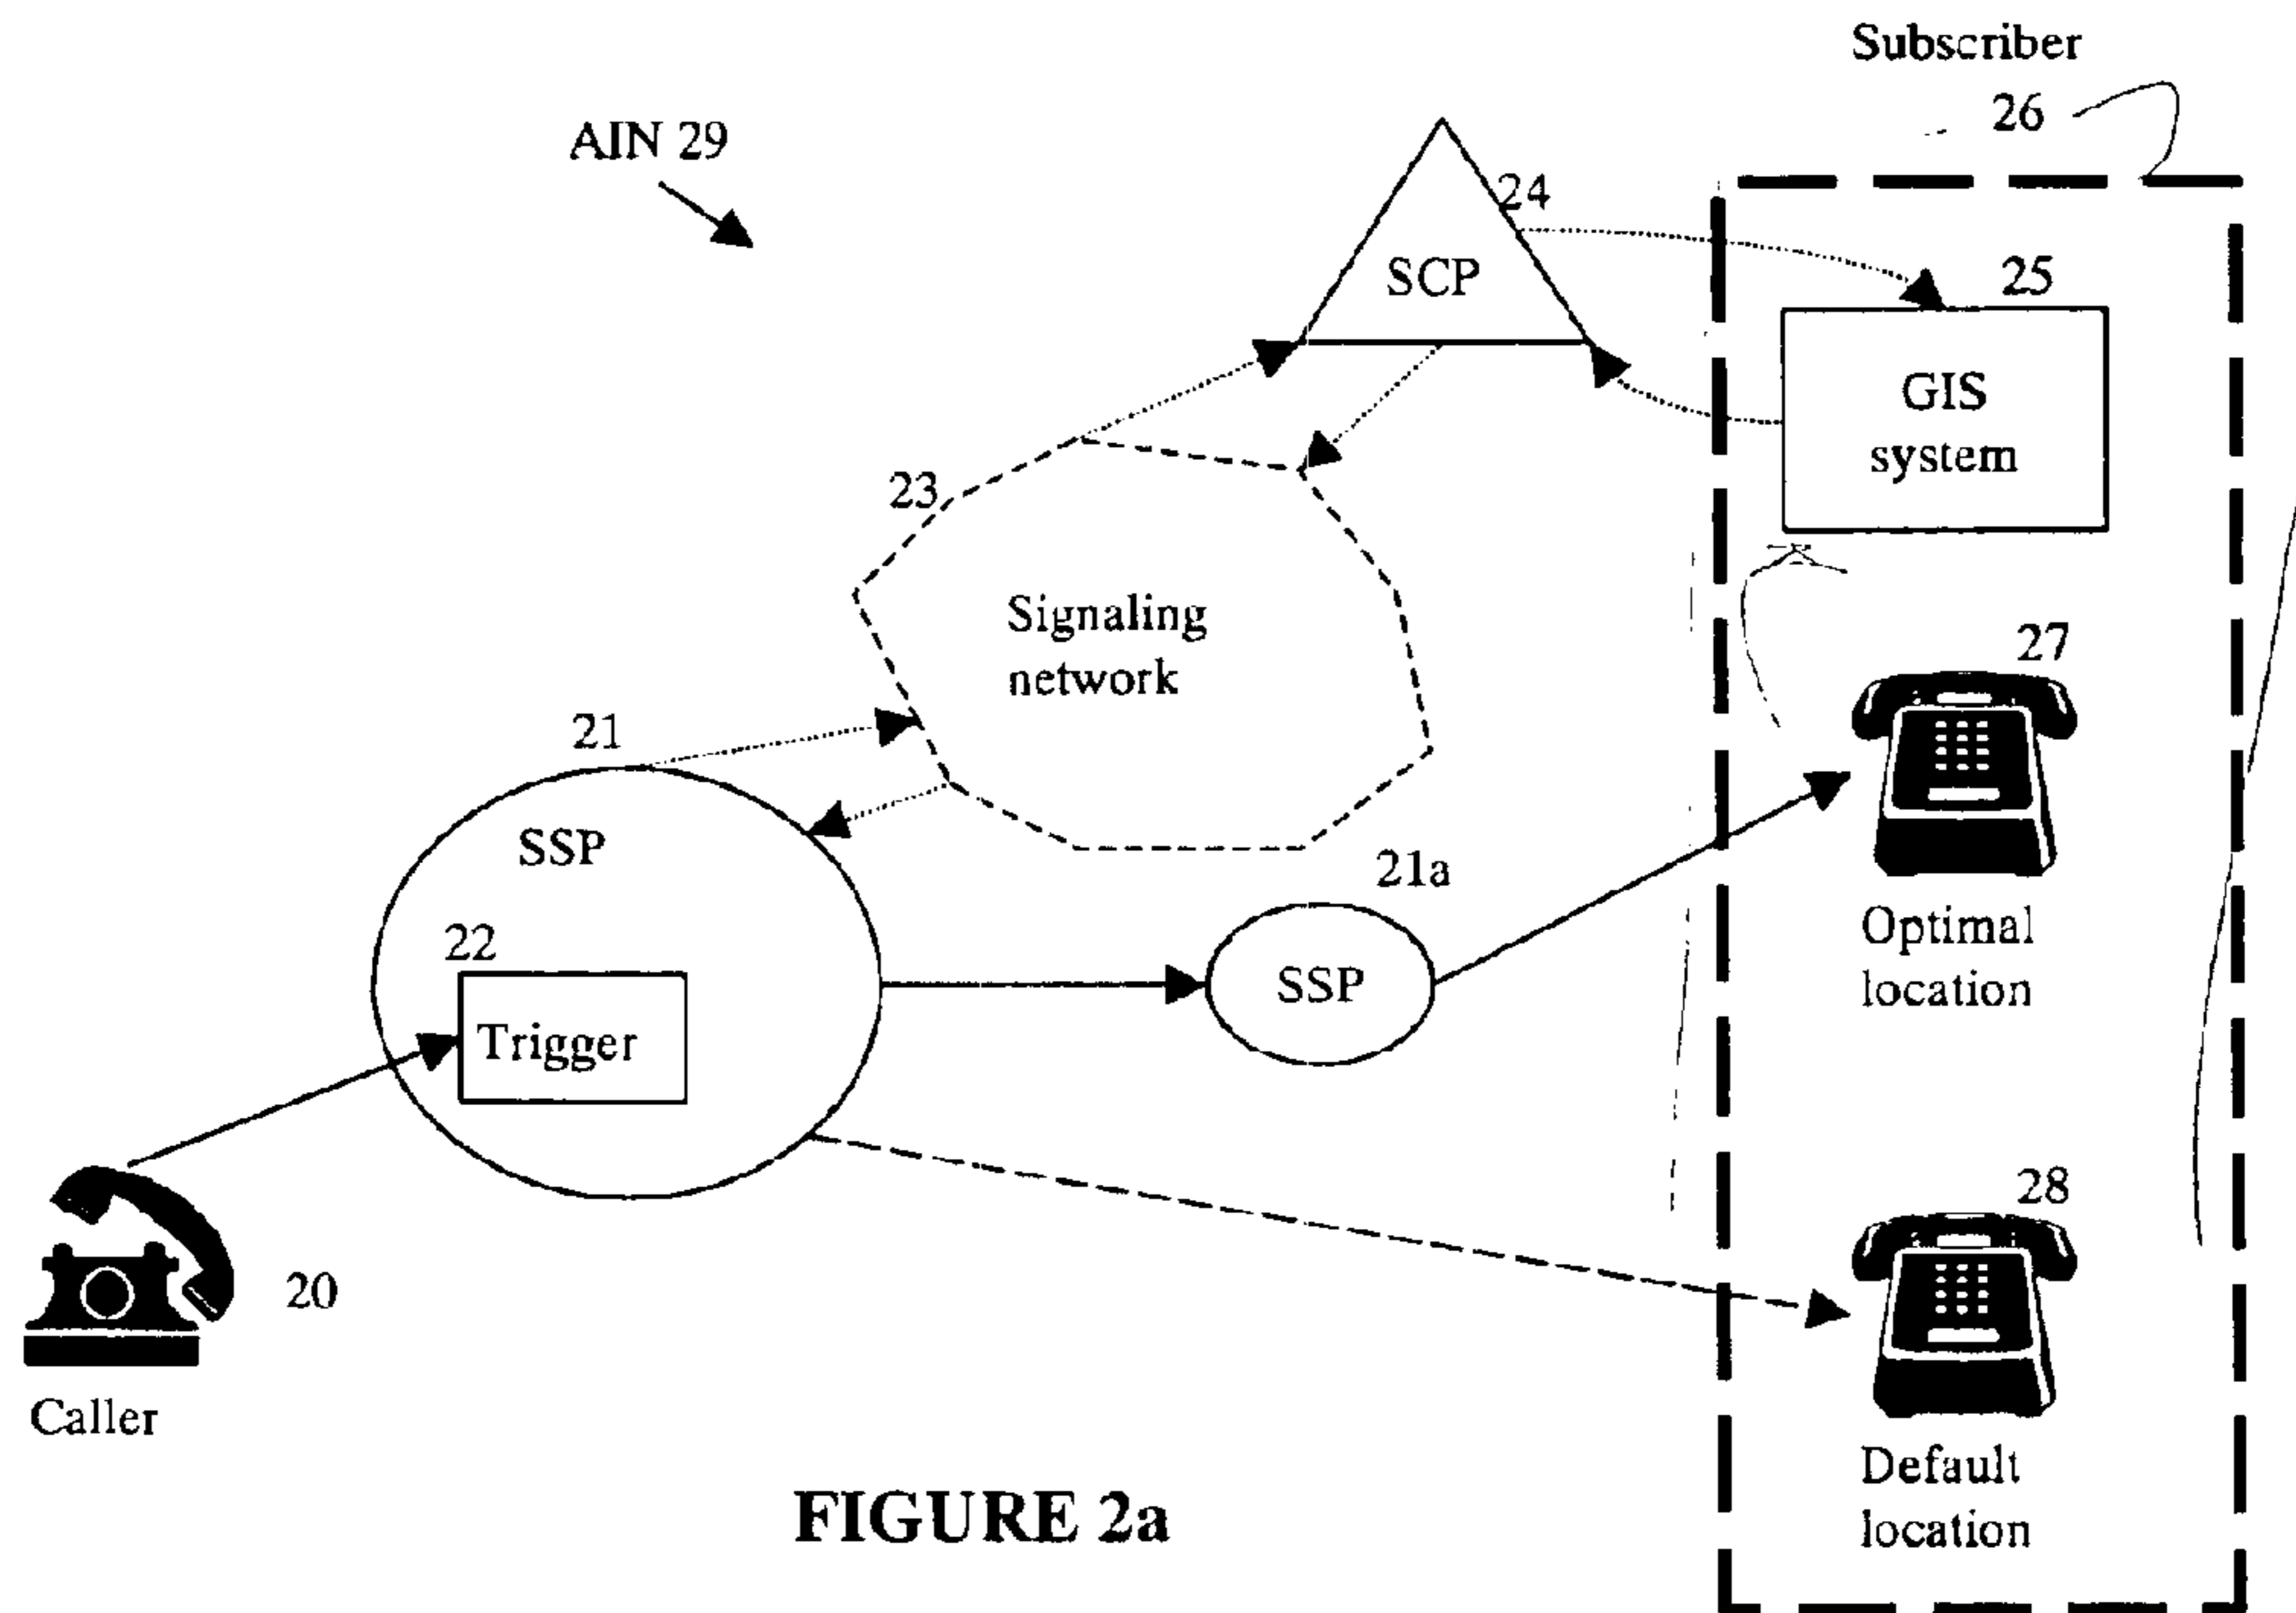 Subscriber
26
AIN 29
24
SCP
25
GIS
system
23
Signaling
network
27
21
SSP
21a
Optimal
location
22
SSP
Trigger
28
20
Caller
Default
location
FIGURE 2a